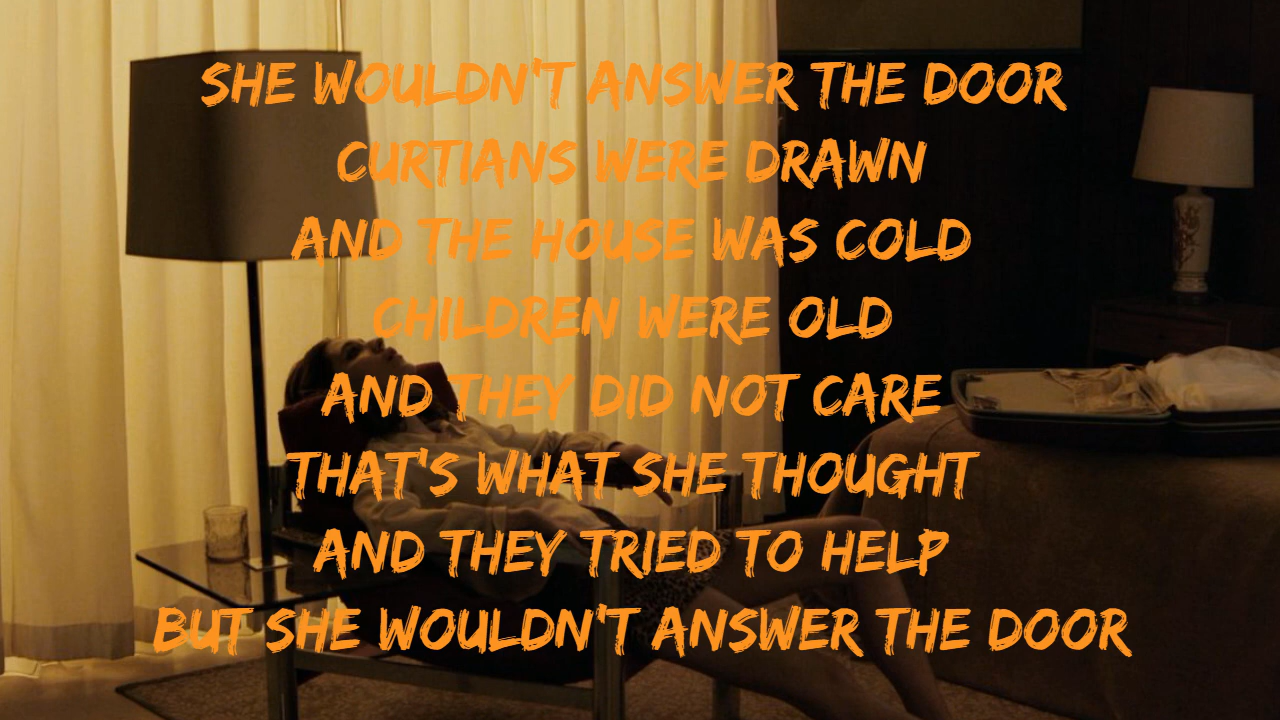 SHE WOULDN'T ANSWER THE DOOR
CURTIANS WERE DRAWN
AND THE HOUSE WAS COLD
CHILDREN WERE OLD
AND THEY DID NOT CARE
THAT'S WHAT SHE THOUGHT
AND THEY TRIED TO HELP
BUT SHE WOULDN'T ANSWER THE DOOR